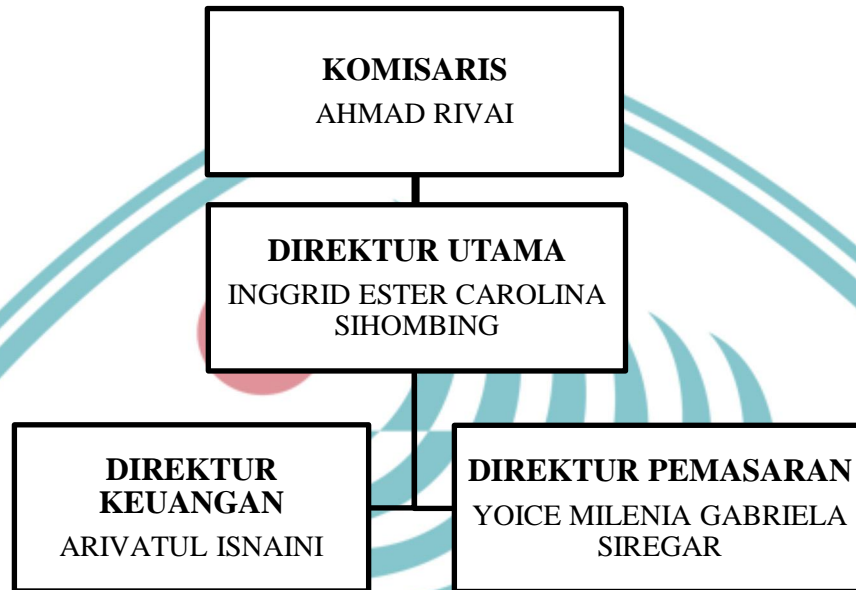 KOMISARIS
AHMAD RIVAI
DIREKTUR UTAMA
INGGRID ESTER CAROLINA
SIHOMBING
DIREKTUR
KEUANGAN
ARIVATUL ISNAINI
DIREKTUR PEMASARAN
YOICE MILENIA GABRIELA
SIREGAR